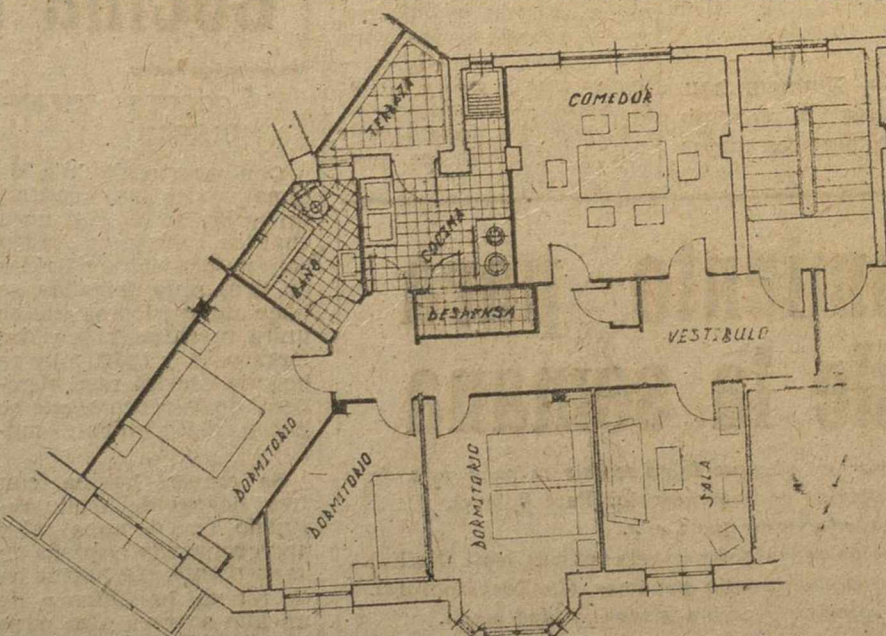 COMEDOR
TERRAZA
COCINA
BAÑO
DESPENSA
VESTIBULO
DORMITORIO
DORMITORIO
DORMITORIO
SALA